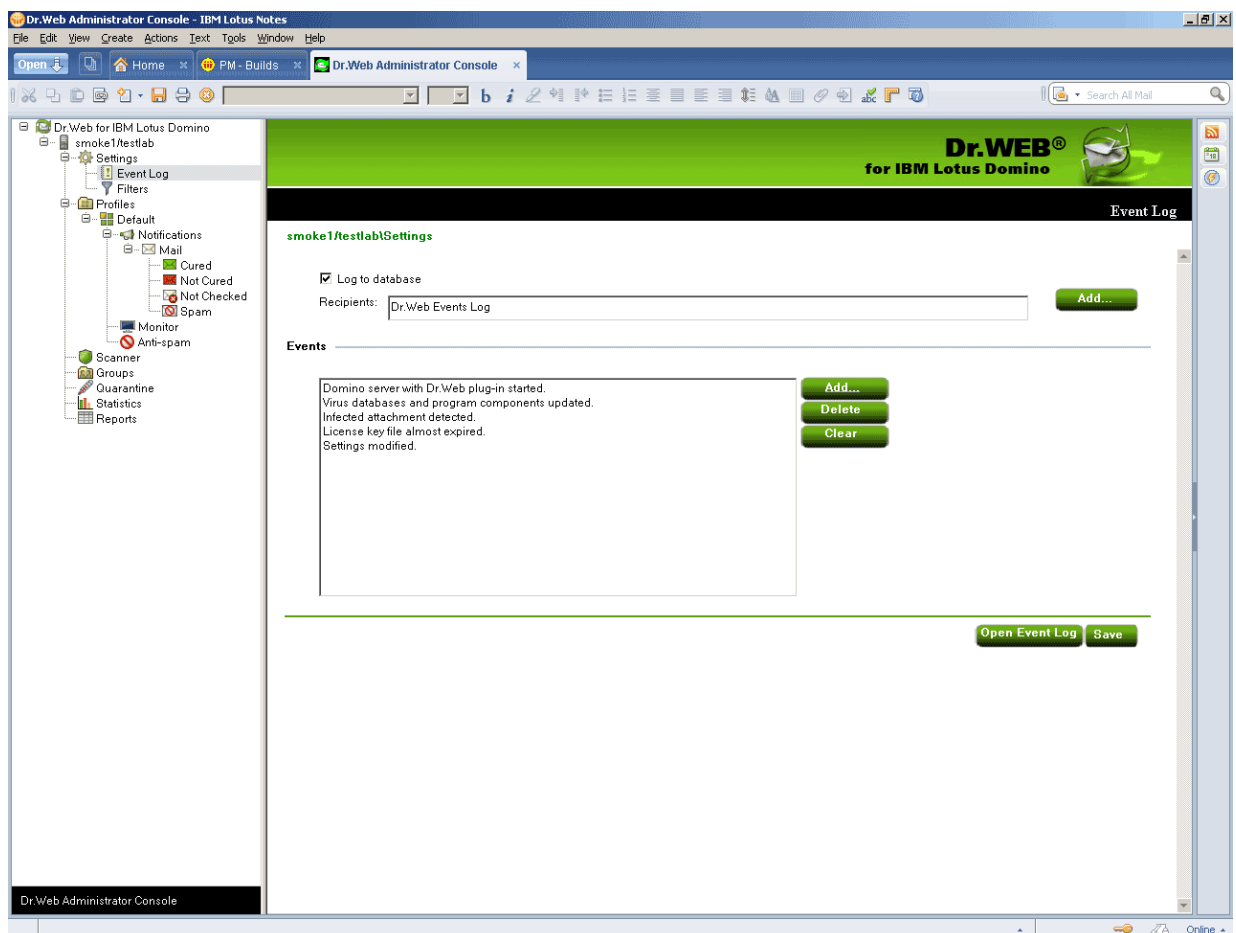 Dr.Web Administrator Console - IBM Lotus Notes
File Edit View Create Actions Text Tools Window Help
Open Home PM - Builds Dr.Web Administrator Console
b i abc Search All Mail
Dr.Web for IBM Lotus Domino
smoke1/testlab
Settings
Event Log
Filters
Profiles
Default
Notifications
Mail
Cured
Not Cured
Not Checked
Spam
Monitor
Anti-spam
Scanner
Groups
Quarantine
Statistics
Reports
Dr.Web Administrator Console
Dr.WEB®
for IBM Lotus Domino
Event Log
smoke1/testlab\Settings
Log to database
Recipients: Dr.Web Events Log Add...
Events
Domino server with Dr.Web plug-in started.
Virus databases and program components updated.
Infected attachment detected.
License key file almost expired.
Settings modified.
Add...
Delete
Clear
Open Event Log Save
Online